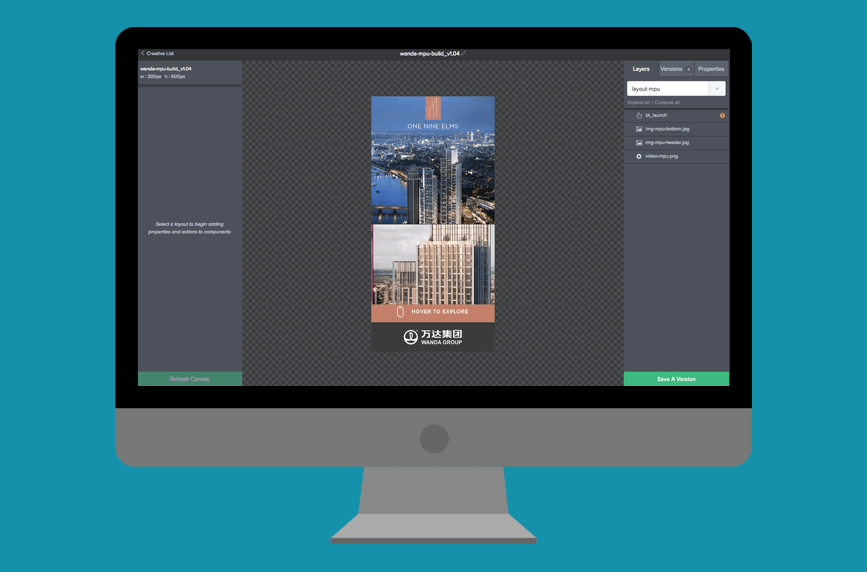 Creative List
wanda-mpu-build_v1.04
wanda-mpu-build_v1.04
w : 300px h : 600px
Select a layout to begin adding
properties and actions to components
Refresh Canvas
ONE NINE ELMS
HOVER TO EXPLORE
万达集团
WANDA GROUP
Layers
Versions
Properties
layout-mpu
Expand all / Collapse all
bt_launch
img-mpu-bottom.jpg
img-mpu-header.jpg
video-mpu.png
Save A Version